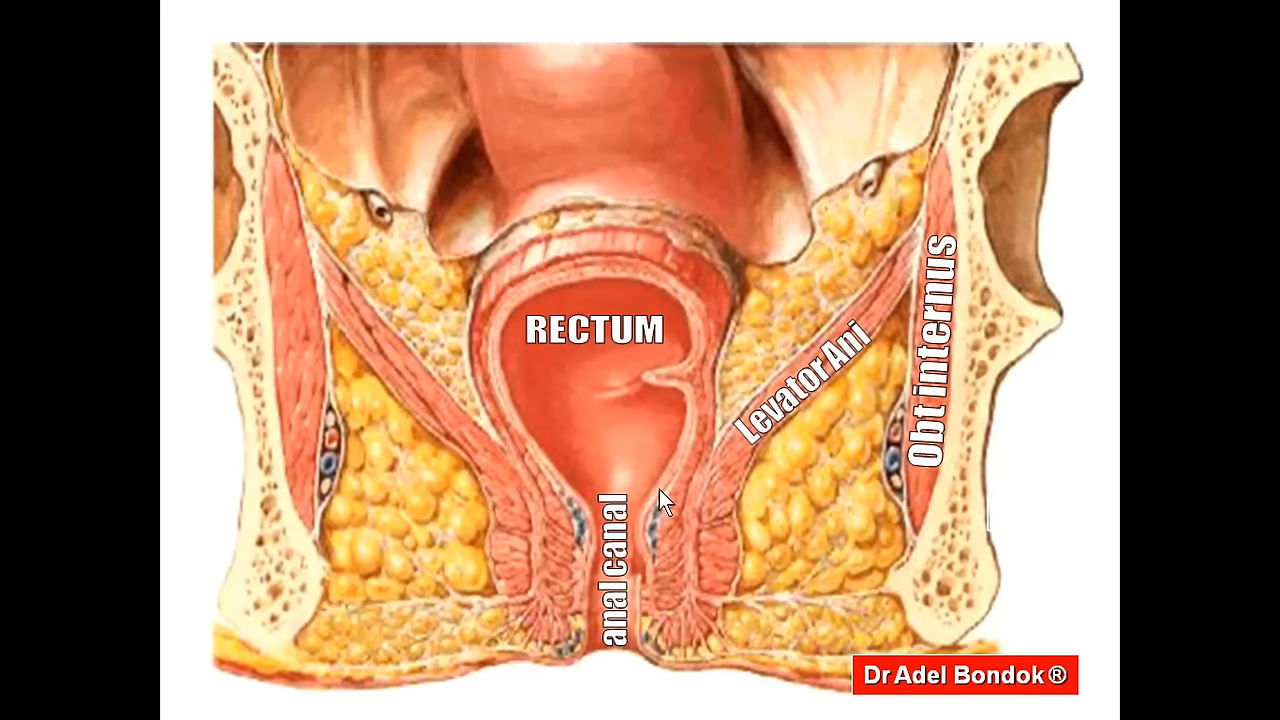 RECTUM
Levator Ani
Obt internus
anal canal
Dr Adel Bondok ®